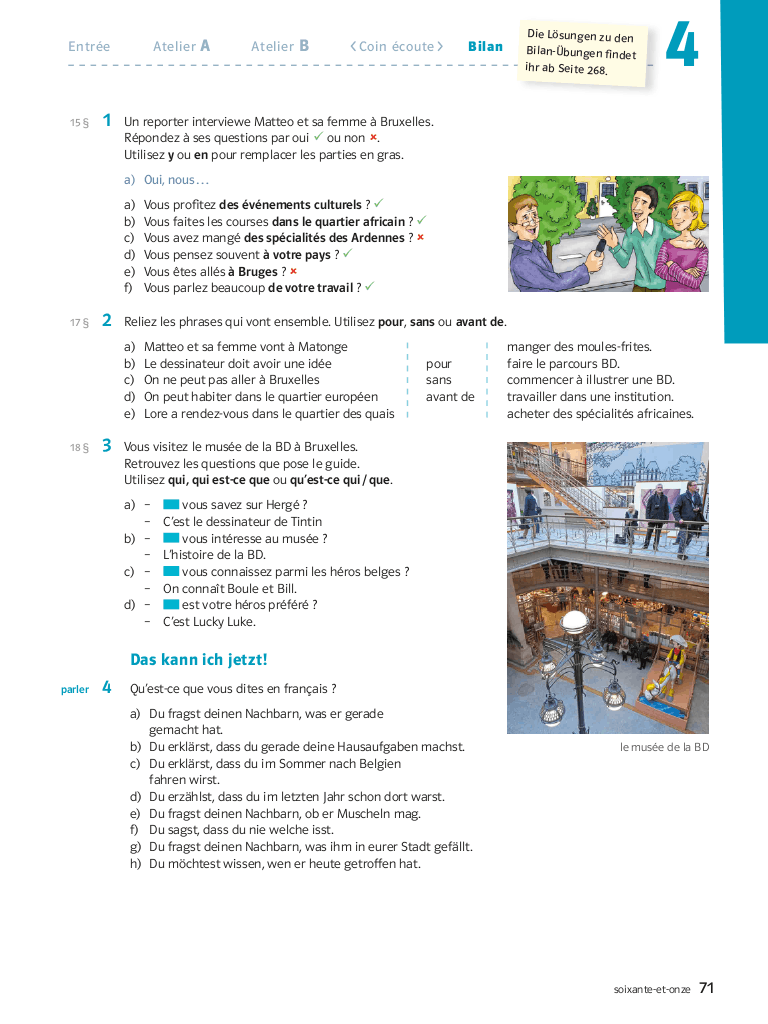 Entrée Atelier A Atelier B ‹Coin écoute› Bilan
Die Lösungen zu den
Bilan-Übungen findet
ihr ab Seite 268.
4
15 § 1 Un reporter interviewe Matteo et sa femme à Bruxelles.
Répondez à ses questions par oui ✓ ou non ×.
Utilisez y ou en pour remplacer les parties en gras.
a) Oui, nous…
a) Vous profitez des événements culturels ? ✓
b) Vous faites les courses dans le quartier africain ? ✓
c) Vous avez mangé des spécialités des Ardennes ? ×
d) Vous pensez souvent à votre pays ? ✓
e) Vous êtes allés à Bruges ? ×
f) Vous parlez beaucoup de votre travail ? ✓
17 § 2 Reliez les phrases qui vont ensemble. Utilisez pour, sans ou avant de.
a) Matteo et sa femme vont à Matonge manger des moules-frites.
b) Le dessinateur doit avoir une idée pour faire le parcours BD.
c) On ne peut pas aller à Bruxelles sans commencer à illustrer une BD.
d) On peut habiter dans le quartier européen avant de travailler dans une institution.
e) Lore a rendez-vous dans le quartier des quais acheter des spécialités africaines.
18 § 3 Vous visitez le musée de la BD à Bruxelles.
Retrouvez les questions que pose le guide.
Utilisez qui, qui est-ce que ou qu'est-ce qui / que.
a) – vous savez sur Hergé ?
– C'est le dessinateur de Tintin
b) – vous intéresse au musée ?
– L'histoire de la BD.
c) – vous connaissez parmi les héros belges ?
– On connaît Boule et Bill.
d) – est votre héros préféré ?
– C'est Lucky Luke.
Das kann ich jetzt!
parler 4 Qu'est-ce que vous dites en français ?
a) Du fragst deinen Nachbarn, was er gerade
gemacht hat.
b) Du erklärst, dass du gerade deine Hausaufgaben machst.
c) Du erklärst, dass du im Sommer nach Belgien
fahren wirst.
d) Du erzählst, dass du im letzten Jahr schon dort warst.
e) Du fragst deinen Nachbarn, ob er Muscheln mag.
f) Du sagst, dass du nie welche isst.
g) Du fragst deinen Nachbarn, was ihm in eurer Stadt gefällt.
h) Du möchtest wissen, wen er heute getroffen hat.
le musée de la BD
soixante-et-onze 71